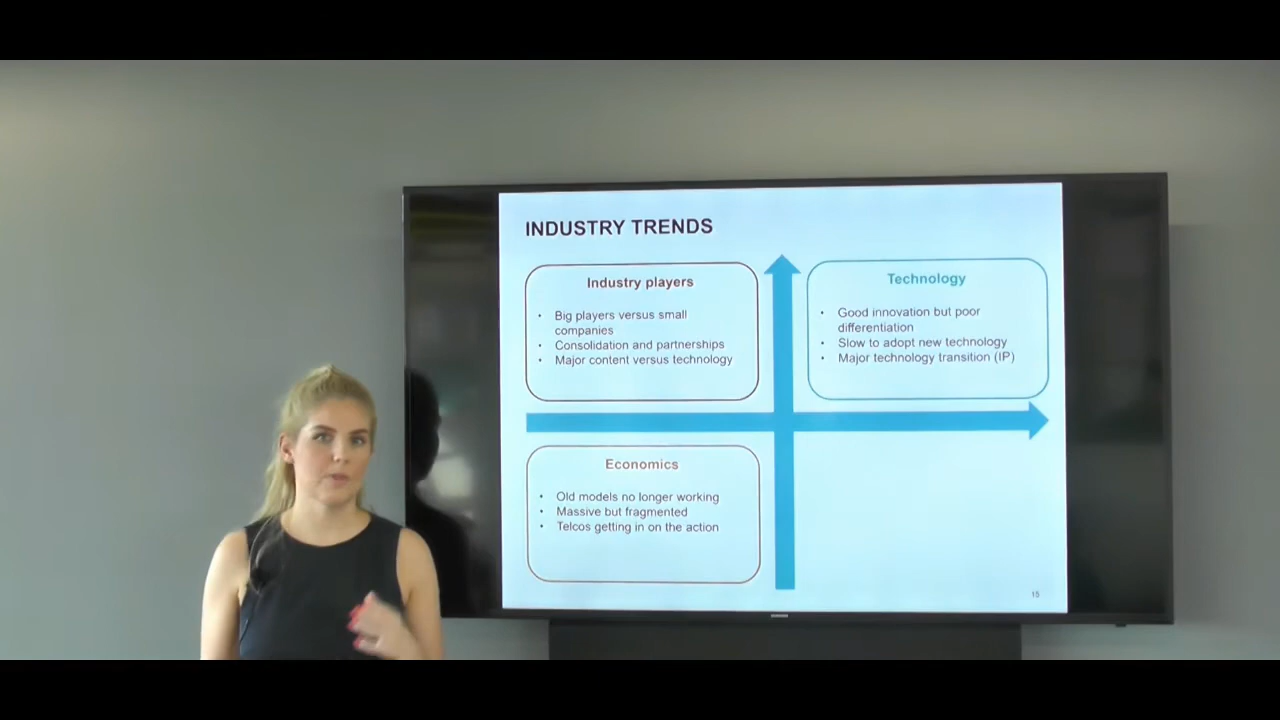 INDUSTRY TRENDS
Industry players
• Big players versus small
companies
• Consolidation and partnerships
• Major content versus technology
Technology
• Good innovation but poor
differentiation
• Slow to adopt new technology
• Major technology transition (IP)
Economics
• Old models no longer working
• Massive but fragmented
• Telcos getting in on the action
15
SAMSUNG